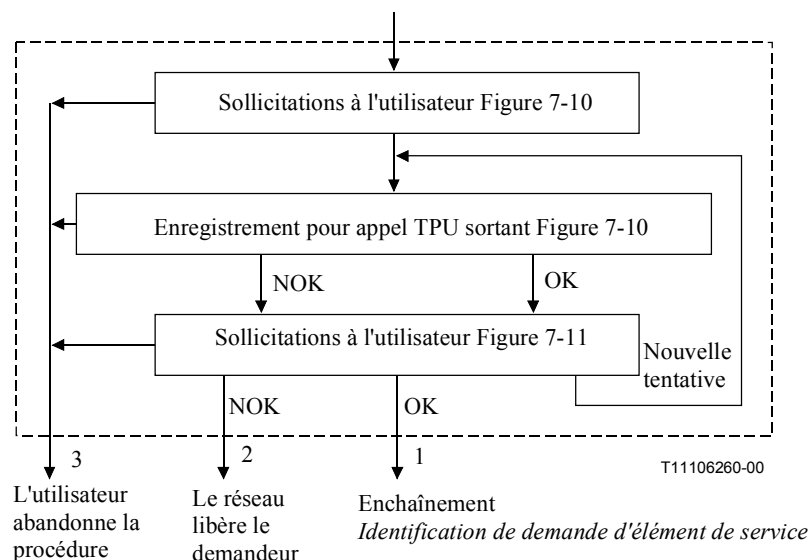 Sollicitations à l'utilisateur Figure 7-10
Enregistrement pour appel TPU sortant Figure 7-10
NOK
OK
Sollicitations à l'utilisateur Figure 7-11
Nouvelle
tentative
NOK
OK
3
2
1
T11106260-00
L'utilisateur
abandonne la
procédure
Le réseau
libère le
demandeur
Enchaînement
Identification de demande d'élément de service